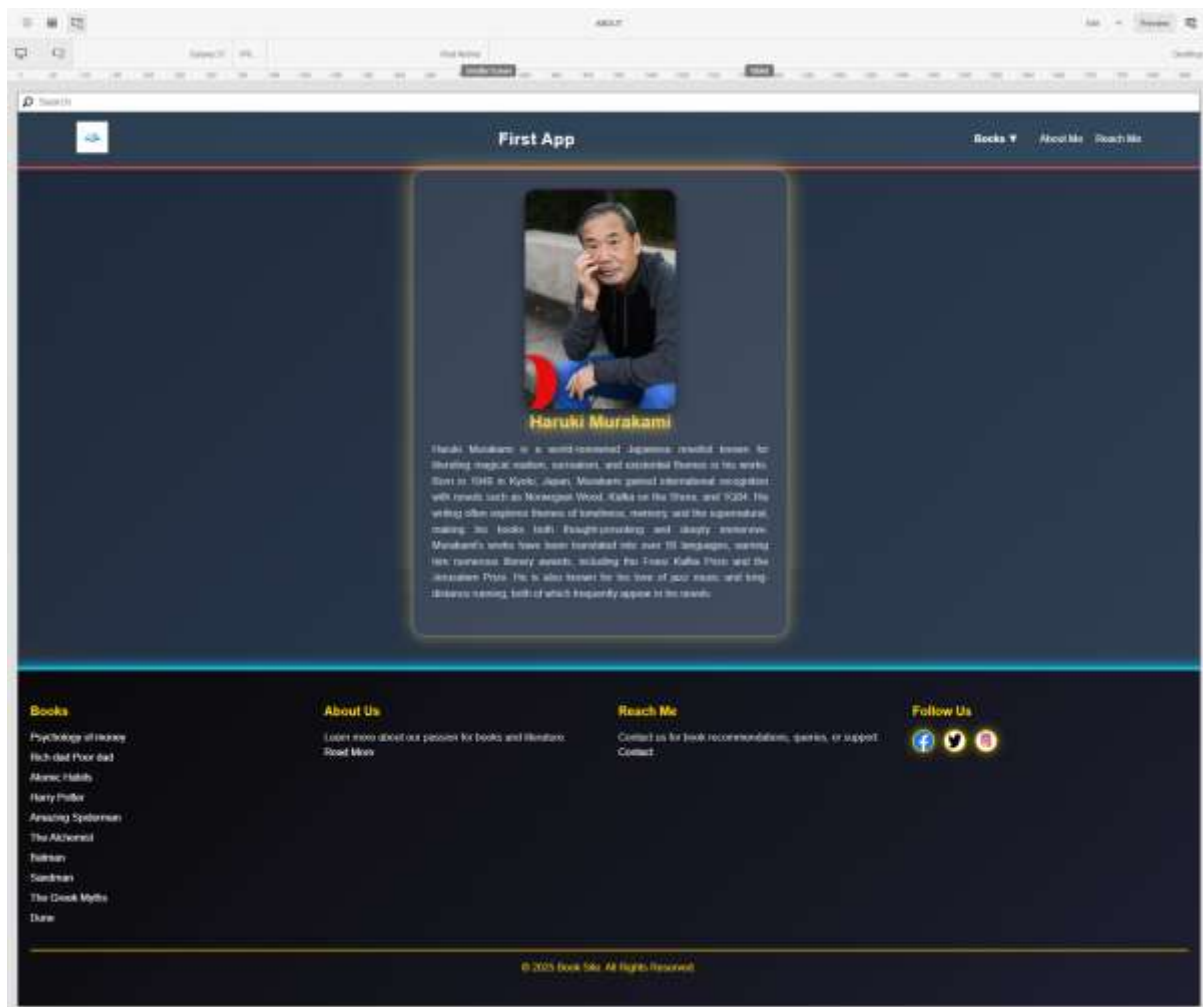 ABOUT
Edit
Preview
Search
First App
Books ▼
About Me
Reach Me
Haruki Murakami
Haruki Murakami is a world-renowned Japanese novelist known for
blending magical realism, surrealism, and existential themes in his works.
Born in 1949 in Kyoto, Japan, Murakami gained international recognition
with novels such as Norwegian Wood, Kafka on the Shore, and 1Q84. His
writing often explores themes of loneliness, memory, and the supernatural,
making his books both thought-provoking and deeply immersive.
Murakami's works have been translated into over 50 languages, earning
him numerous literary awards, including the Franz Kafka Prize and the
Jerusalem Prize. He is also known for his love of jazz music and long-
distance running, both of which frequently appear in his novels.
Books
Psychology of money
Rich dad Poor dad
Atomic Habits
Harry Potter
Amazing Spiderman
The Alchemist
Batman
Sandman
The Greek Myths
Dune
About Us
Learn more about our passion for books and literature.
Read More
Reach Me
Contact us for book recommendations, queries, or support.
Contact
Follow Us
© 2025 Book Site. All Rights Reserved.